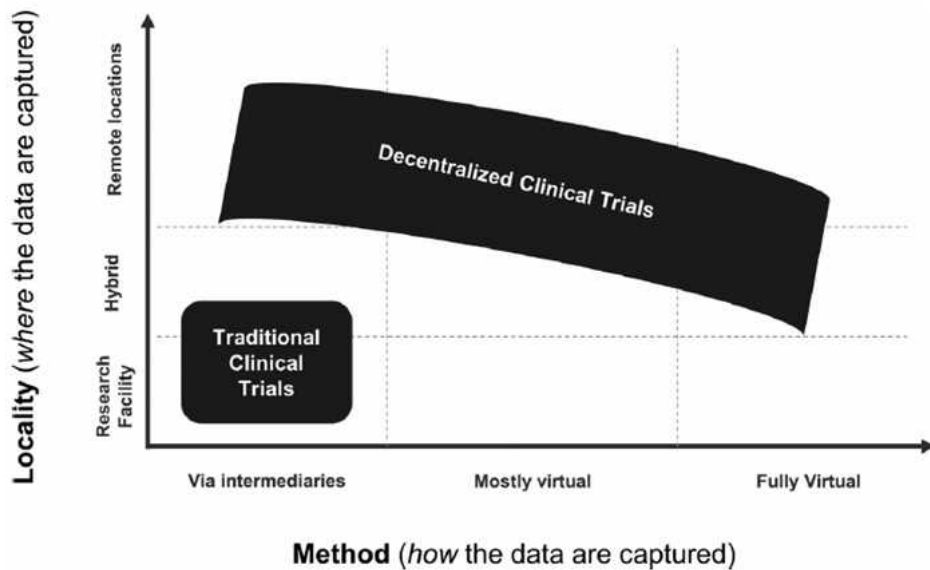 Locality (where the data are captured)
Remote locations
Hybrid
Research
Facility
Decentralized Clinical Trials
Traditional
Clinical
Trials
Via intermediaries
Mostly virtual
Fully Virtual
Method (how the data are captured)